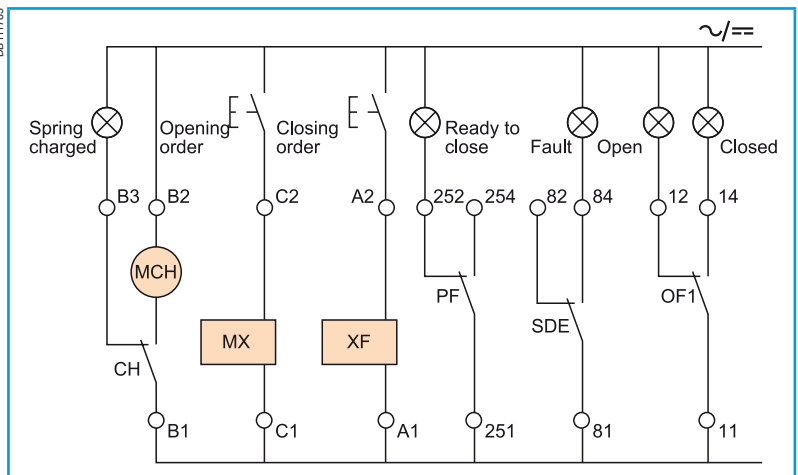 ∼/⎓
Spring
charged
Opening
order
Closing
order
Ready to
close
Fault
Open
Closed
B3
B2
C2
A2
252
254
82
84
12
14
MCH
PF
OF1
SDE
MX
XF
CH
B1
C1
A1
251
81
11